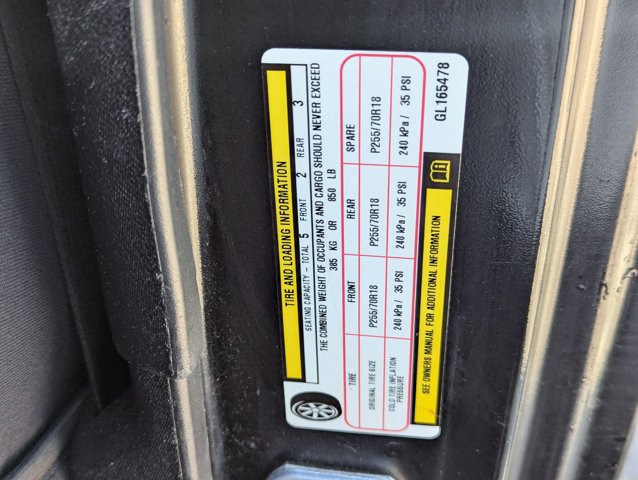 TIRE AND LOADING INFORMATION
SEATING CAPACITY - TOTAL 5 FRONT 2 REAR 3
THE COMBINED WEIGHT OF OCCUPANTS AND CARGO SHOULD NEVER EXCEED
385 KG OR 850 LB
TIRE FRONT REAR SPARE
ORIGINAL TIRE SIZE P255/70R18 P255/70R18 P255/70R18
COLD TIRE INFLATION
PRESSURE 240 kPa/ 35 PSI 240 kPa/ 35 PSI 240 kPa/ 35 PSI
SEE OWNERS MANUAL FOR ADDITIONAL INFORMATION
GL165478